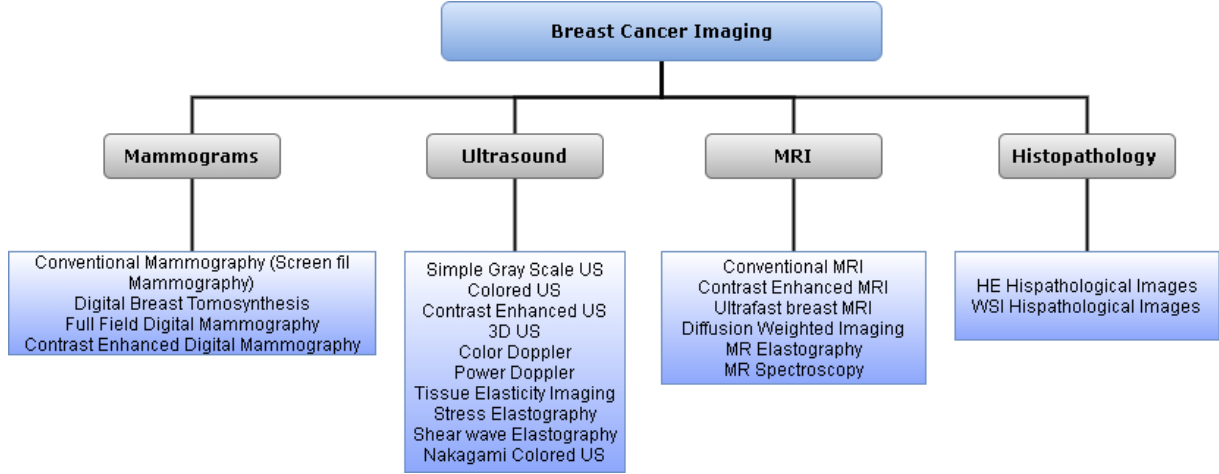 Breast Cancer Imaging
Mammograms
Ultrasound
MRI
Histopathology
Conventional Mammography (Screen fil
Mammography)
Digital Breast Tomosynthesis
Full Field Digital Mammography
Contrast Enhanced Digital Mammography
Simple Gray Scale US
Colored US
Contrast Enhanced US
3D US
Color Doppler
Power Doppler
Tissue Elasticity Imaging
Stress Elastography
Shear wave Elastography
Nakagami Colored US
Conventional MRI
Contrast Enhanced MRI
Ultrafast breast MRI
Diffusion Weighted Imaging
MR Elastography
MR Spectroscopy
HE Hispathological Images
WSI Hispathological Images